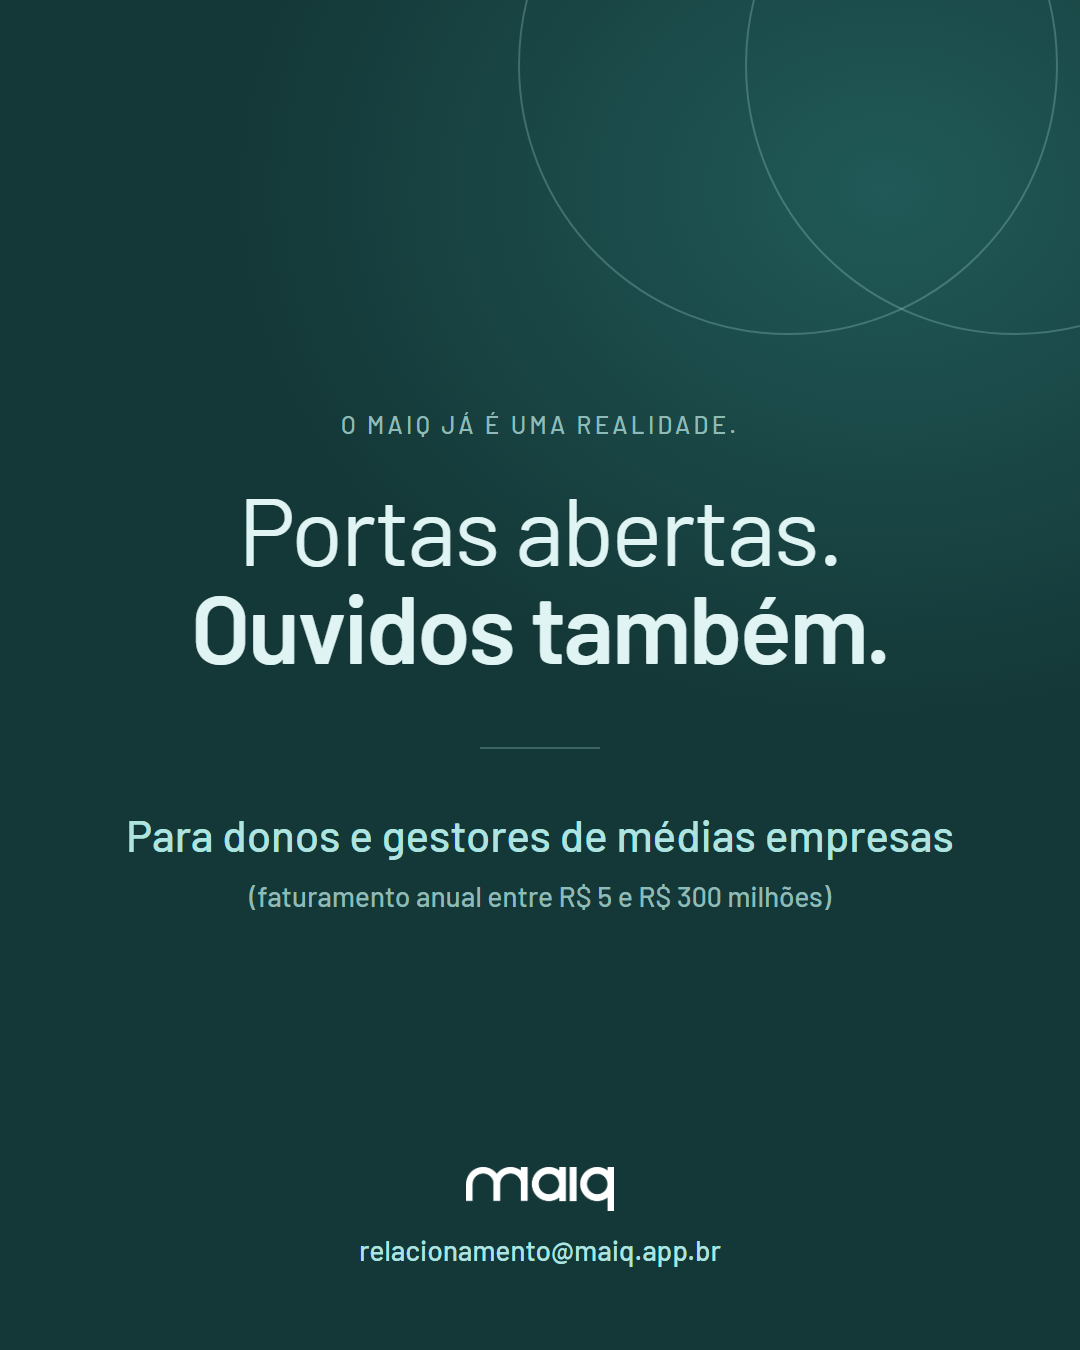 O MAIQ JÁ É UMA REALIDADE.
Portas abertas.
Ouvidos também.
Para donos e gestores de médias empresas
(faturamento anual entre R$ 5 e R$ 300 milhões)
maiq
relacionamento@maiq.app.br